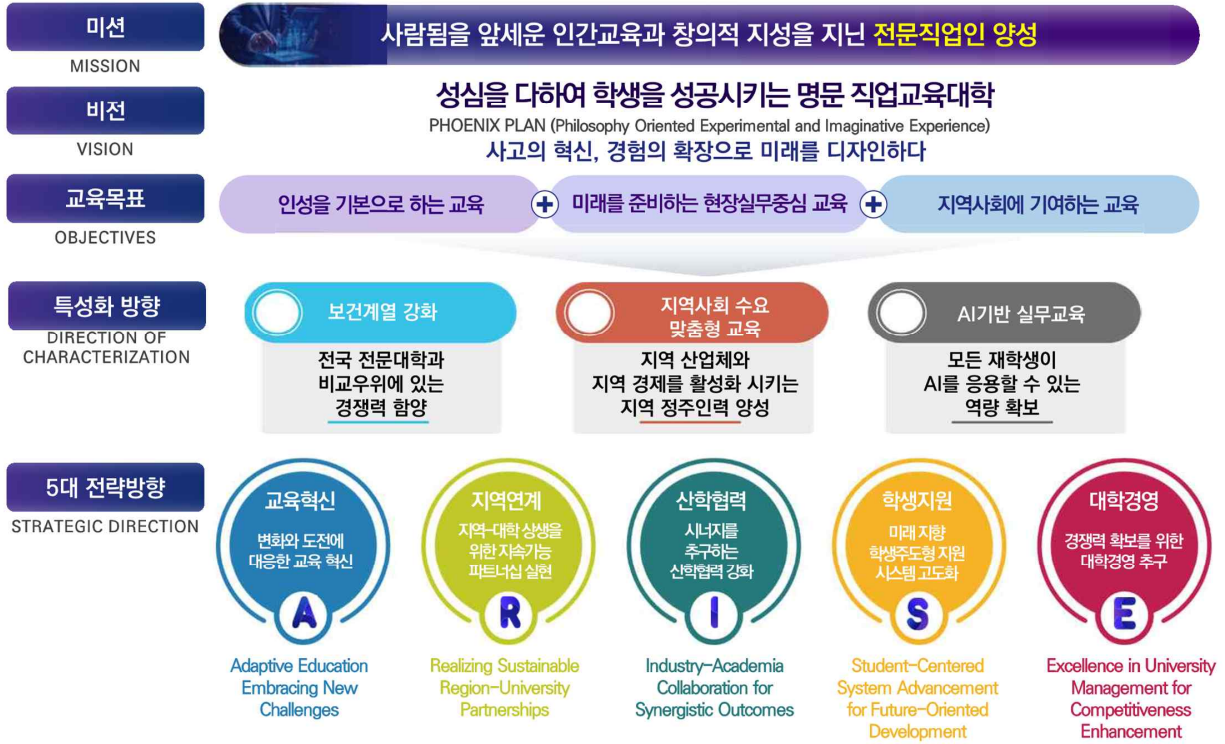 미션
MISSION
사람됨을 앞세운 인간교육과 창의적 지성을 지닌 전문직업인 양성
비전
VISION
성심을 다하여 학생을 성공시키는 명문 직업교육대학
PHOENIX PLAN (Philosophy Oriented Experimental and Imaginative Experience)
사고의 혁신, 경험의 확장으로 미래를 디자인하다
교육목표
OBJECTIVES
인성을 기본으로 하는 교육
+
미래를 준비하는 현장실무중심 교육
+
지역사회에 기여하는 교육
특성화 방향
DIRECTION OF
CHARACTERIZATION
보건계열 강화
전국 전문대학과
비교우위에 있는
경쟁력 함양
지역사회 수요
맞춤형 교육
지역 산업체와
지역 경제를 활성화 시키는
지역 정주인력 양성
AI기반 실무교육
모든 재학생이
AI를 응용할 수 있는
역량 확보
5대 전략방향
STRATEGIC DIRECTION
교육혁신
변화와 도전에
대응한 교육 혁신
A
Adaptive Education
Embracing New
Challenges
지역연계
지역-대학 상생을
위한 지속가능
파트너십 실현
R
Realizing Sustainable
Region-University
Partnerships
산학협력
시너지를
추구하는
산학협력 강화
I
Industry-Academia
Collaboration for
Synergistic Outcomes
학생지원
미래 지향
학생주도형 지원
시스템 고도화
S
Student-Centered
System Advancement
for Future-Oriented
Development
대학경영
경쟁력 확보를 위한
대학경영 추구
E
Excellence in University
Management for
Competitiveness
Enhancement